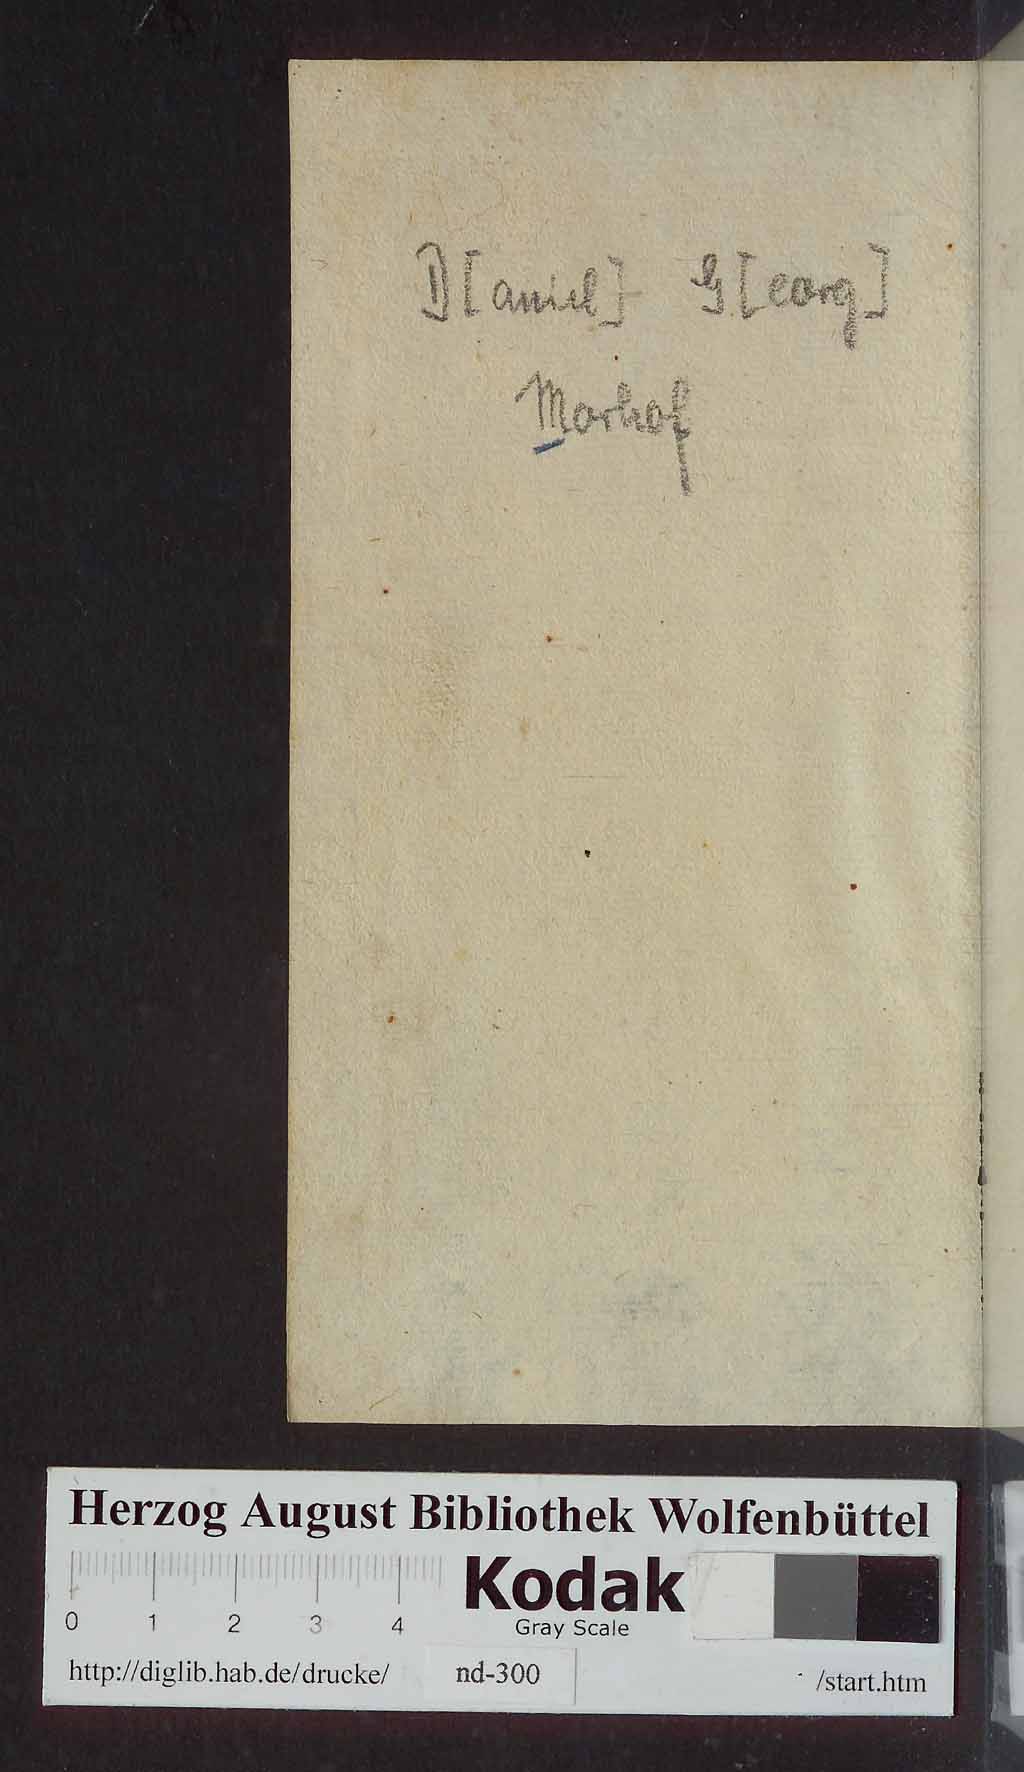 D[aniel] G[eorg]
Morhof
Herzog August Bibliothek Wolfenbüttel
0 1 2 3 4
Kodak
Gray Scale
http://diglib.hab.de/drucke/ nd-300 /start.htm